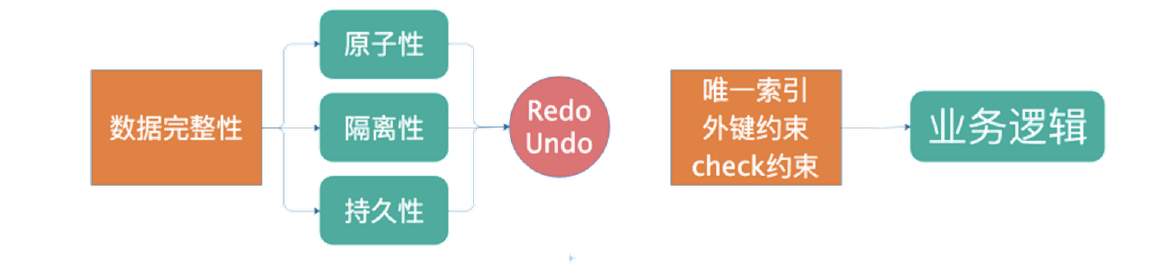 数据完整性
原子性
隔离性
持久性
Redo
Undo
唯一索引
外键约束
check约束
业务逻辑